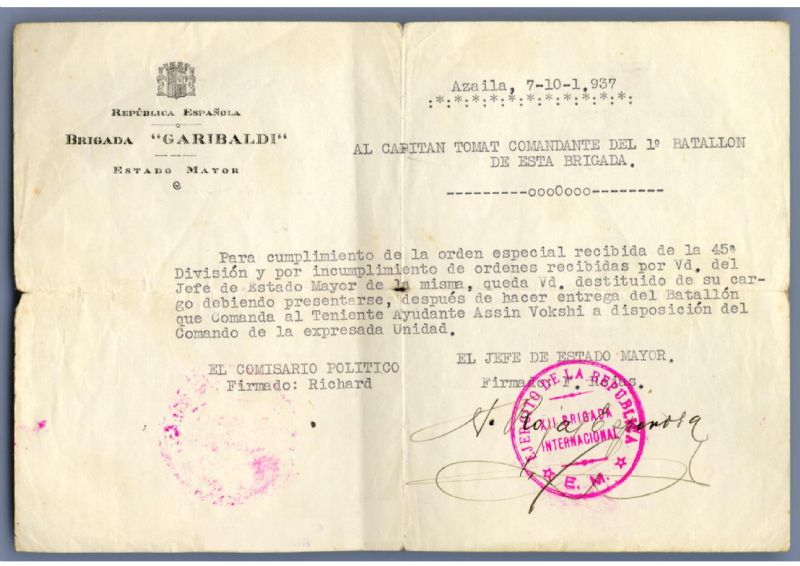 REPÚBLICA ESPAÑOLA
BRIGADA "GARIBALDI"
ESTADO MAYOR
Azaila, 7-10-1.937
:*:*:*:*:*:*:*:*:*:*:
AL CAPITAN TOMAT COMANDANTE DEL 1º BATALLON
DE ESTA BRIGADA.
---------oooOooo--------
Para cumplimiento de la orden especial recibida de la 45ª
División y por incumplimiento de ordenes recibidas por Vd. del
Jefe de Estado Mayor de la misma, queda Vd. destituido de su car-
go debiendo presentarse, después de hacer entrega del Batallón
que Comanda al Teniente Ayudante Assin Vokshi a disposición del
Comando de la expresada Unidad.
EL COMISARIO POLITICO
Firmado: Richard
EL JEFE DE ESTADO MAYOR.
Firmado: Rojas.
EJERCITO DE LA REPUBLICA
XII BRIGADA
INTERNACIONAL
E. M.